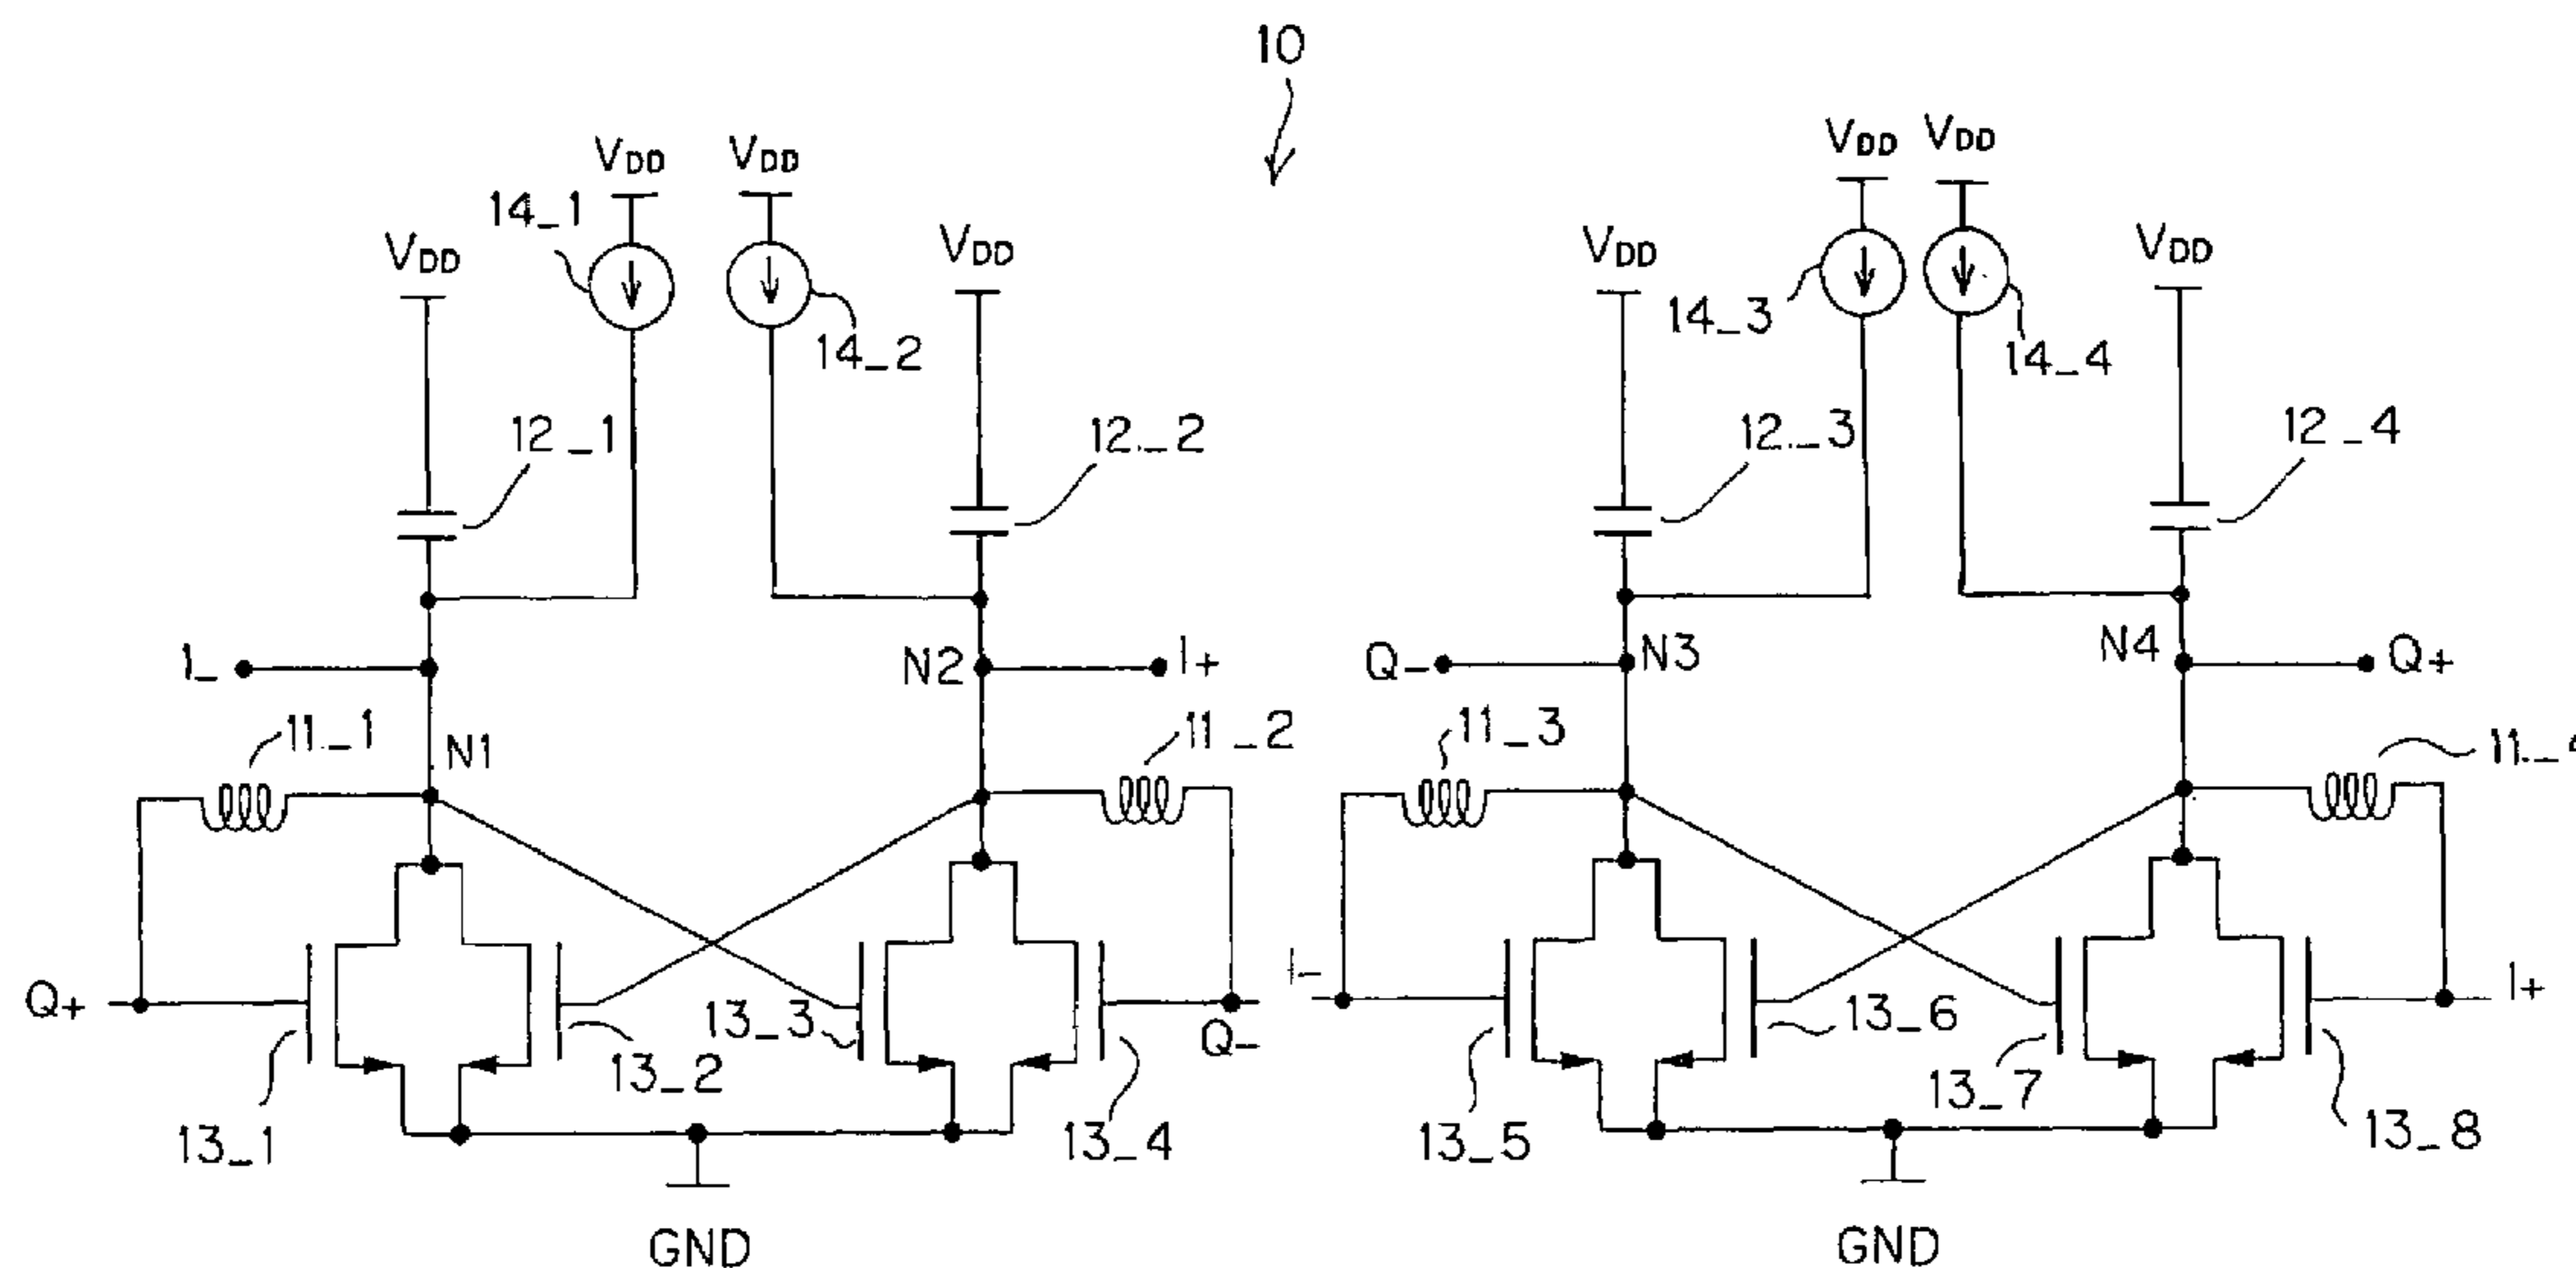 10
VDD VDD VDD VDD
14_1
VDD VDD VDD VDD
14_2 14_3 14_4
12_1 12_2 12_3 12_4
I- N2 I+ Q- N3 N4 Q+
11_1 N1 11_2 11_3
Q+ 13_3 Q- I- 13_6 I+
13_1 13_2 13_4 13_5 13_7 13_8
GND GND